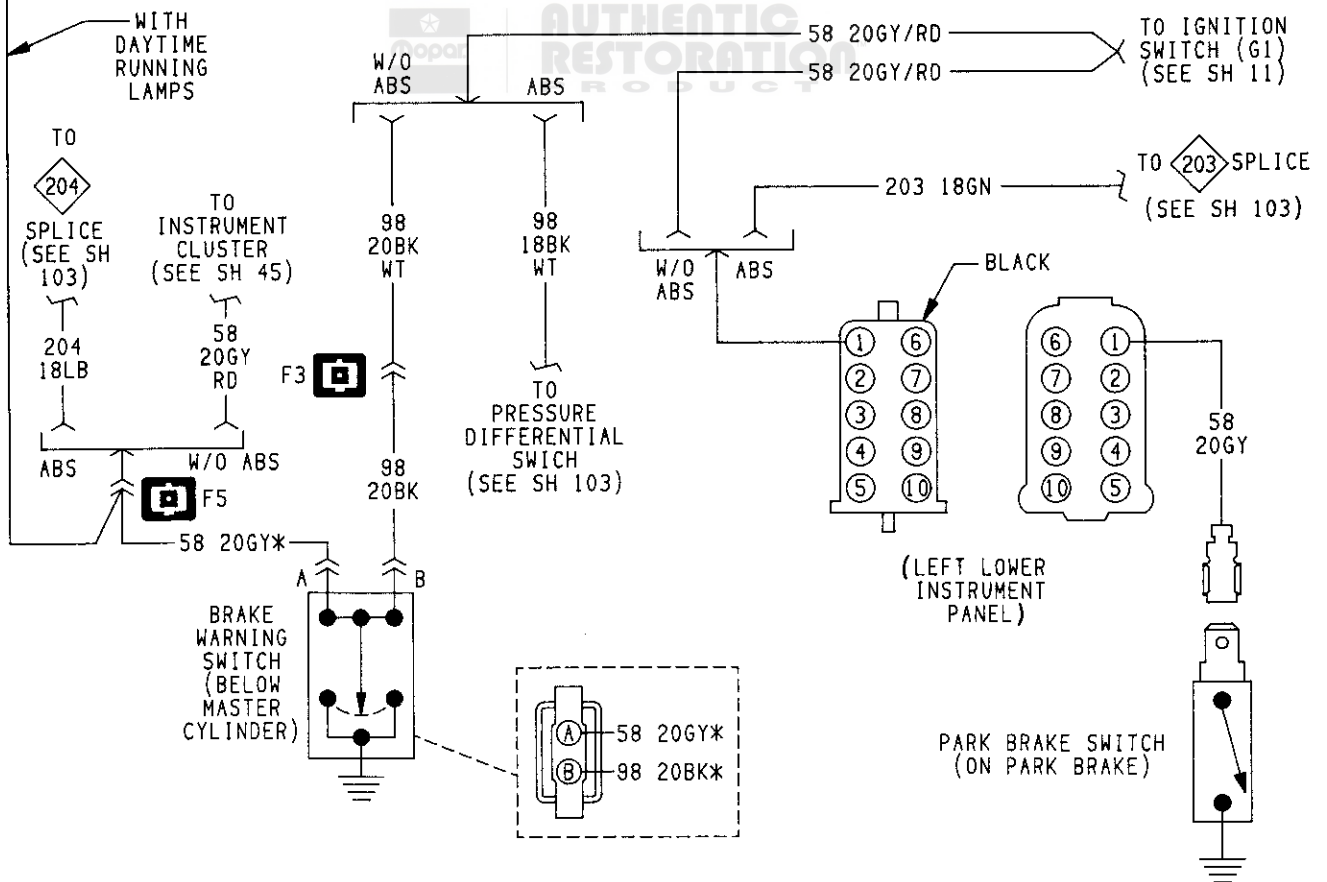 WITH
DAYTIME
RUNNING
LAMPS
Mopar
AUTHENTIC
RESTORATION
PRODUCT
W/O
ABS
ABS
58 20GY/RD
58 20GY/RD
TO IGNITION
SWITCH (G1)
(SEE SH 11)
TO
204
SPLICE
(SEE SH
103)
TO
INSTRUMENT
CLUSTER
(SEE SH 45)
98
20BK
WT
98
18BK
WT
203 18GN
TO 203 SPLICE
(SEE SH 103)
W/O
ABS
ABS
BLACK
204
18LB
58
20GY
RD
F3
TO
PRESSURE
DIFFERENTIAL
SWICH
(SEE SH 103)
1 6
2 7
3 8
4 9
5 10
6 1
7 2
8 3
9 4
10 5
58
20GY
ABS
W/O ABS
F5
98
20BK
58 20GY*
A
B
(LEFT LOWER
INSTRUMENT
PANEL)
BRAKE
WARNING
SWITCH
(BELOW
MASTER
CYLINDER)
A 58 20GY*
B 98 20BK*
PARK BRAKE SWITCH
(ON PARK BRAKE)